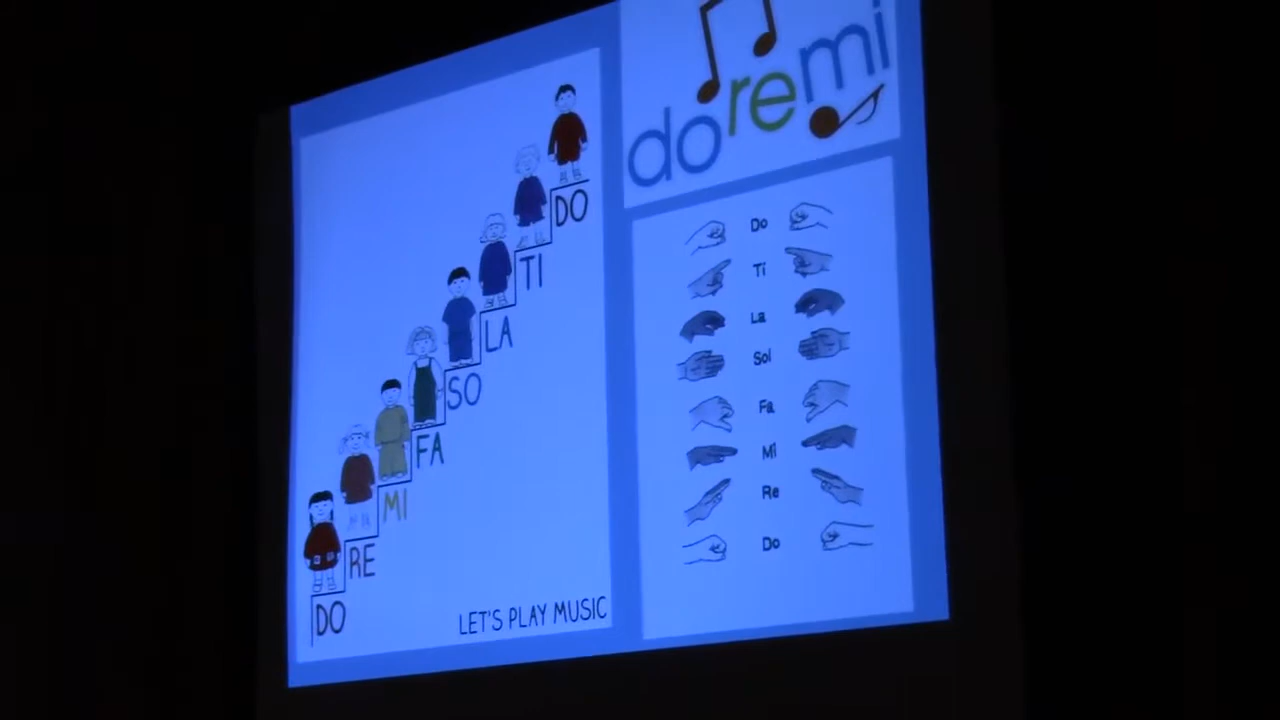 DO
TI
LA
SO
FA
MI
RE
DO
LET'S PLAY MUSIC
doremi
Do
Ti
La
Sol
Fa
Mi
Re
Do